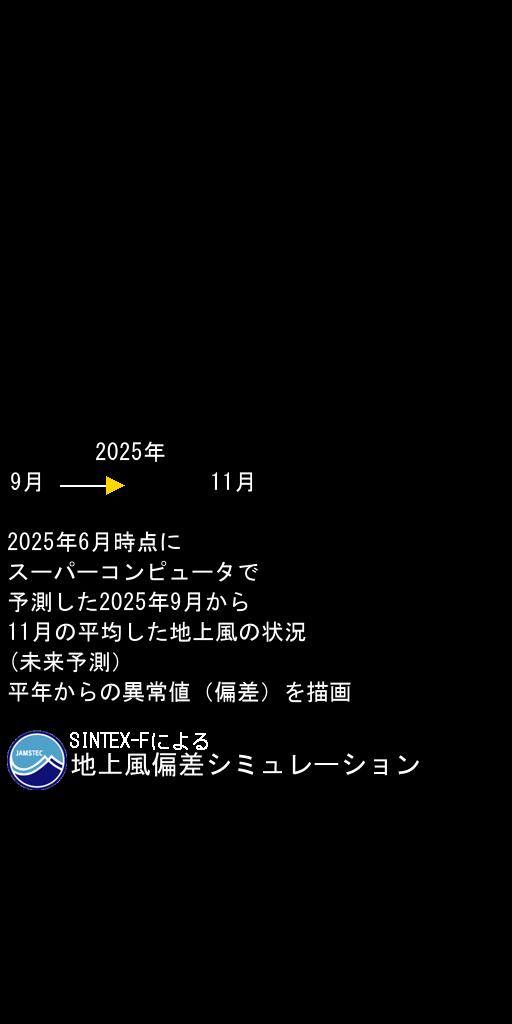 2025年
9月 11月
2025年6月時点に
スーパーコンピュータで
予測した2025年9月から
11月の平均した地上風の状況
(未来予測)
平年からの異常値（偏差）を描画
JAMSTEC
SINTEX-Fによる
地上風偏差シミュレーション